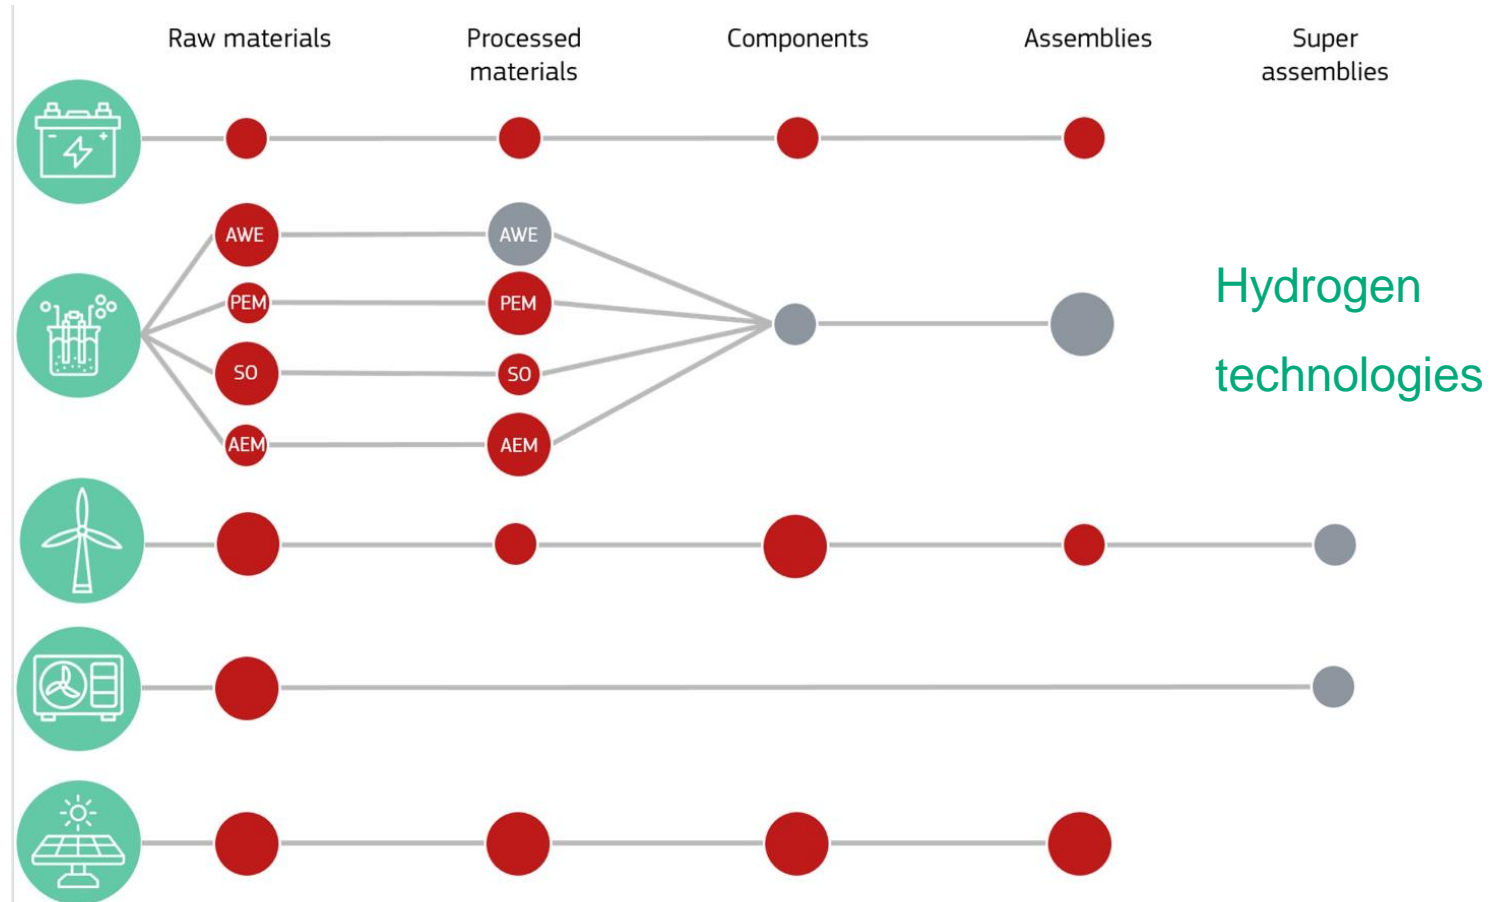 Raw materials
Processed
materials
Components
Assemblies
Super
assemblies
- +
AWE
AWE
PEM
PEM
SO
SO
AEM
AEM
Hydrogen
technologies